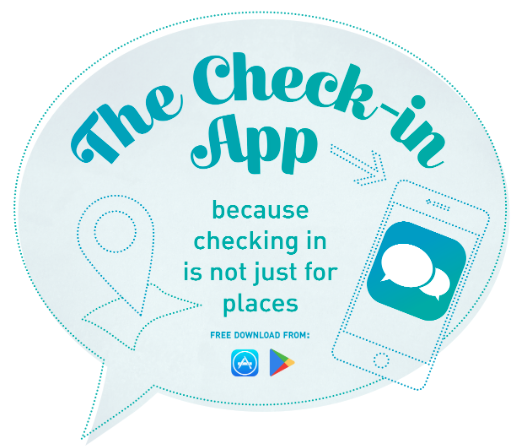 The Check-in
App
because
checking in
is not just for
places
FREE DOWNLOAD FROM: